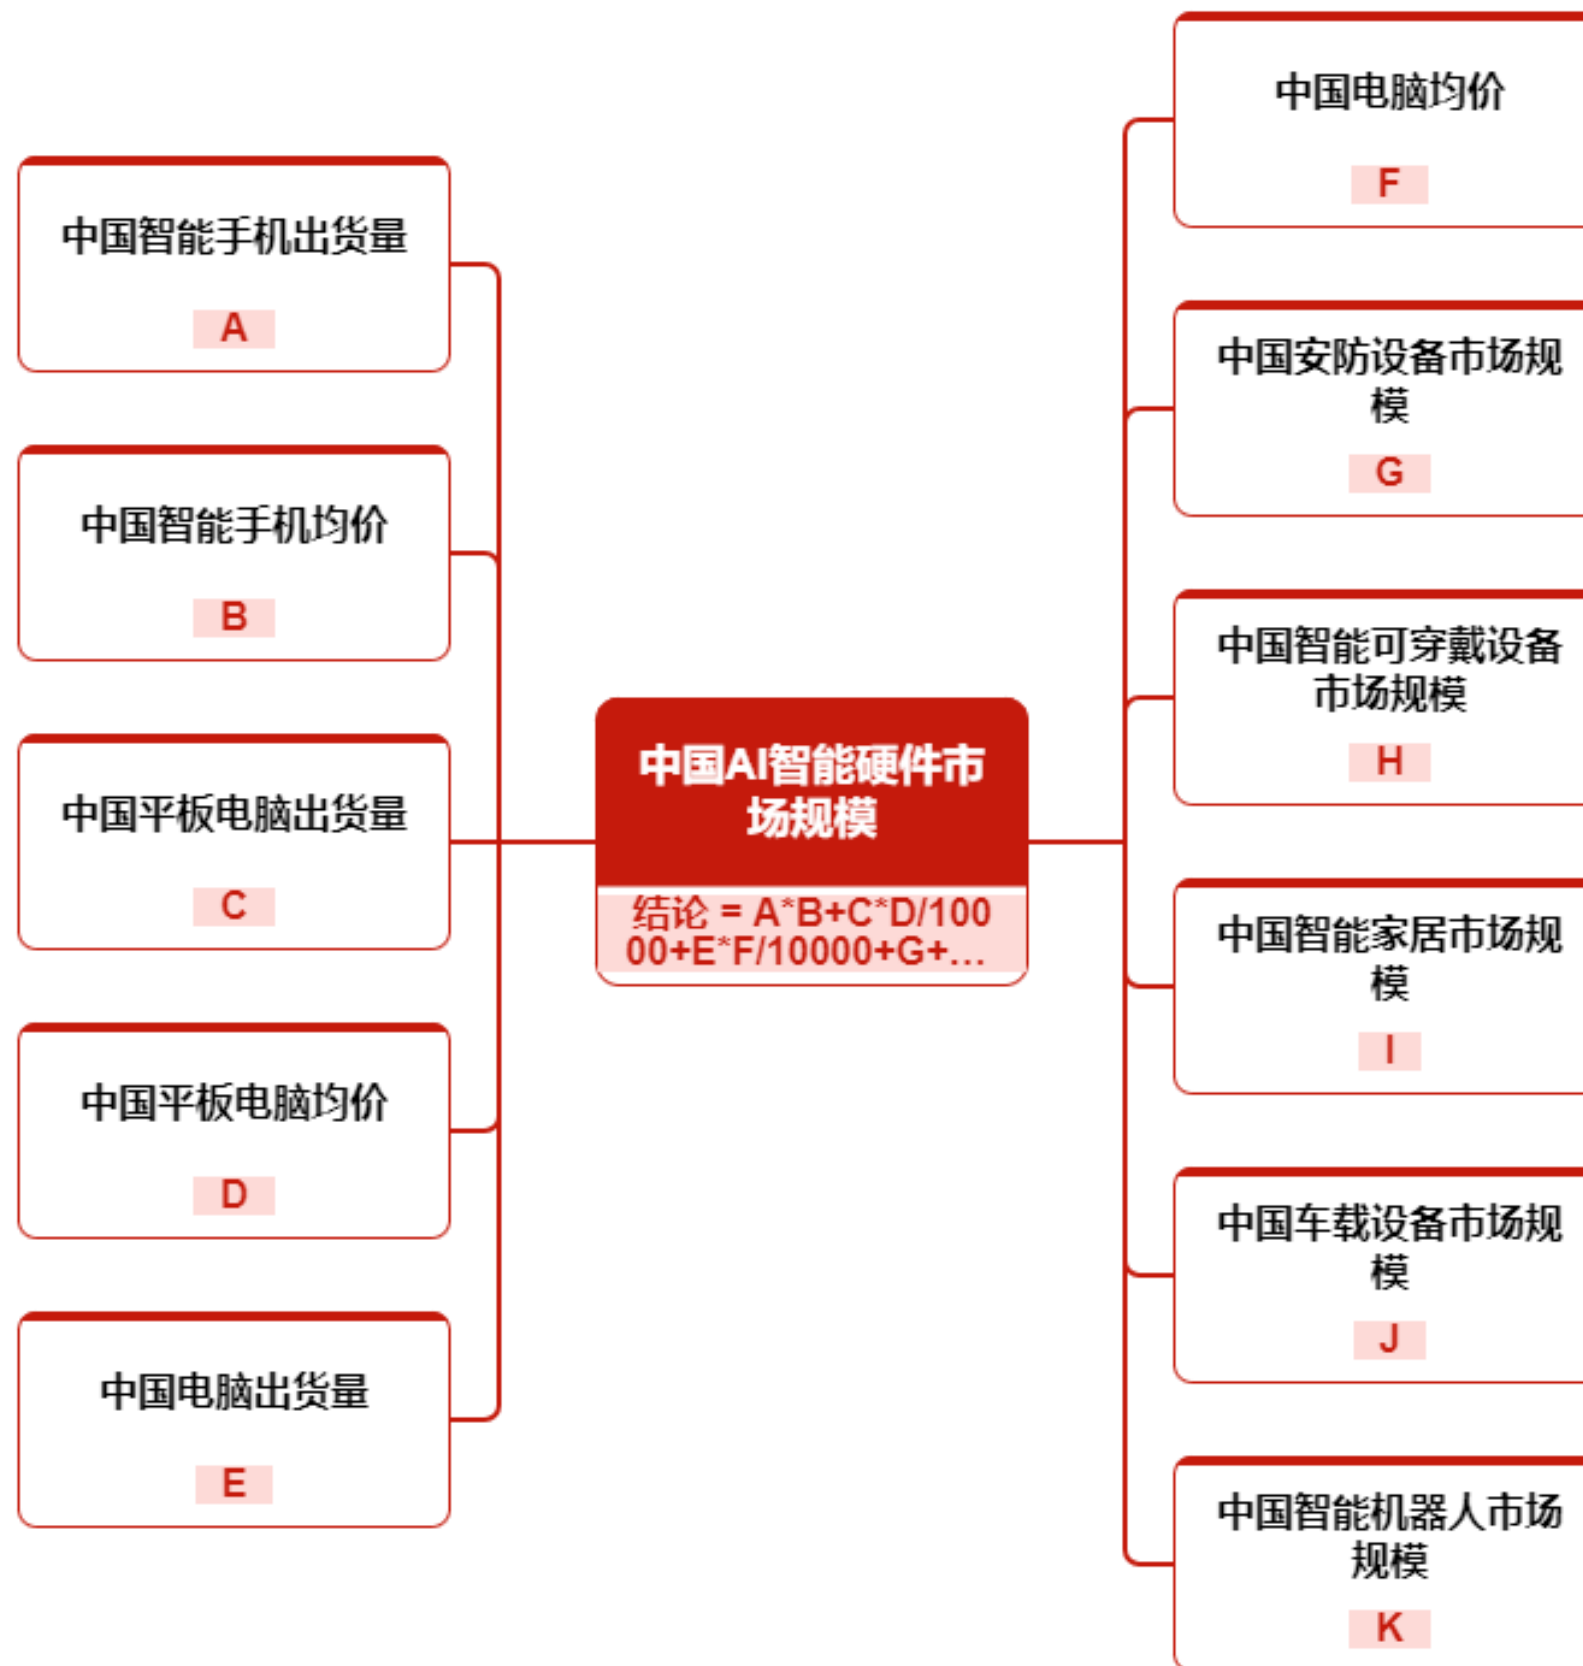 中国智能手机出货量
A
中国智能手机均价
B
中国平板电脑出货量
C
中国平板电脑均价
D
中国电脑出货量
E
中国AI智能硬件市
场规模
结论 = A*B+C*D/100
00+E*F/10000+G+...
中国电脑均价
F
中国安防设备市场规
模
G
中国智能可穿戴设备
市场规模
H
中国智能家居市场规
模
I
中国车载设备市场规
模
J
中国智能机器人市场
规模
K